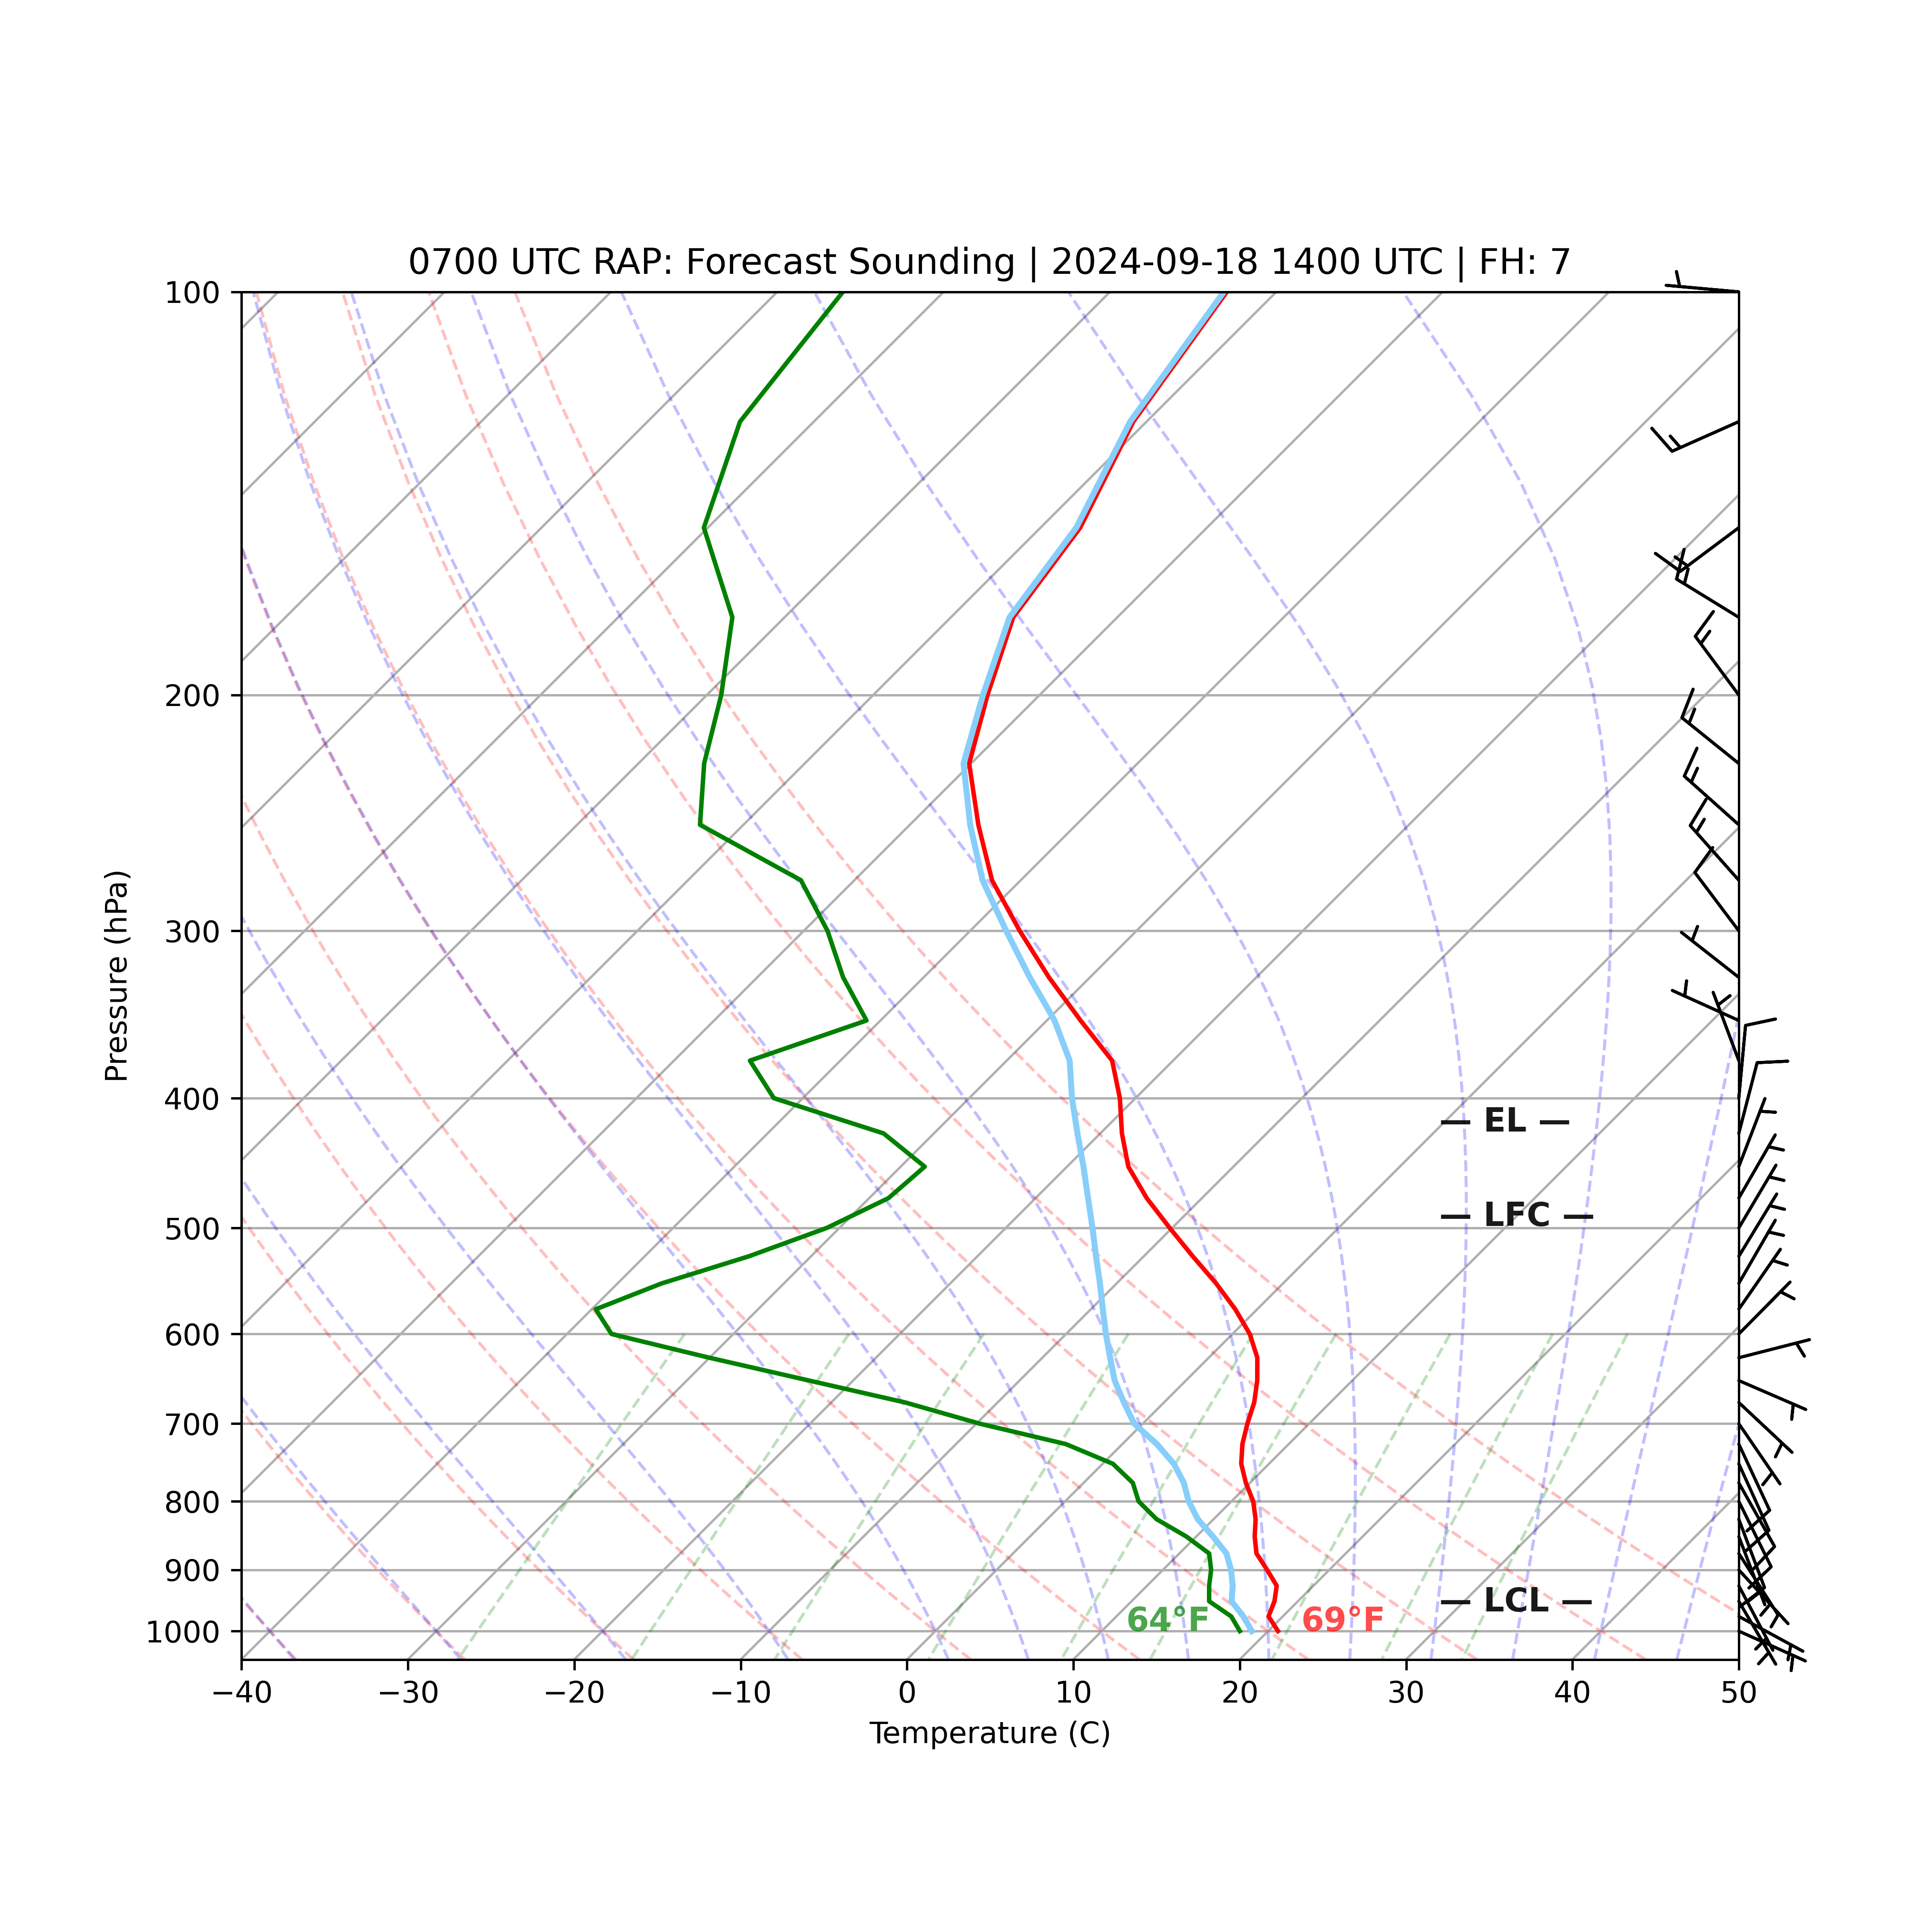 0700 UTC RAP: Forecast Sounding | 2024-09-18 1400 UTC | FH: 7
100
200
300
400
500
600
700
800
900
1000
Pressure (hPa)
— EL —
— LFC —
— LCL —
64°F
69°F
−40
−30
−20
−10
0
10
20
30
40
50
Temperature (C)